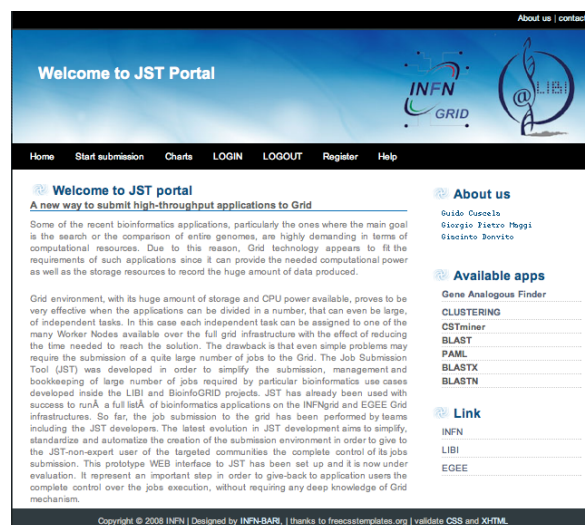 About us | contact
Welcome to JST Portal
INFN
GRID
@
LIBI
Home Start submission Charts LOGIN LOGOUT Register Help
Welcome to JST portal
A new way to submit high-throughput applications to Grid
Some of the recent bioinformatics applications, particularly the ones where the main goal
is the search or the comparison of entire genomes, are highly demanding in terms of
computational resources. Due to this reason, Grid technology appears to fit the
requirements of such applications since it can provide the needed computational power
as well as the storage resources to record the huge amount of data produced.
Grid environment, with its huge amount of storage and CPU power available, proves to be
very effective when the applications can be divided in a number, that can even be large,
of independent tasks. In this case each independent task can be assigned to one of the
many Worker Nodes available over the full grid infrastructure with the effect of reducing
the time needed to reach the solution. The drawback is that even simple problems may
require the submission of a quite large number of jobs to the Grid. The Job Submission
Tool (JST) was developed in order to simplify the submission, management and
bookkeeping of large number of jobs required by particular bioinformatics use cases
developed inside the LIBI and BioinfoGRID projects. JST has already been used with
success to runÂ a full listÂ of bioinformatics applications on the INFNgrid and EGEE Grid
infrastructures. So far, the job submission to the grid has been performed by teams
including the JST developers. The latest evolution in JST development aims to simplify,
standardize and automatize the creation of the submission environment in order to give to
the JST-non-expert user of the targeted communities the complete control of its jobs
submission. This prototype WEB interface to JST has been set up and it is now under
evaluation. It represent an important step in order to give-back to application users the
complete control over the jobs execution, without requiring any deep knowledge of Grid
mechanism.
About us
Guido Cuscela
Giorgio Pietro Maggi
Giacinto Donvito
Available apps
Gene Analogous Finder
CLUSTERING
CSTminer
BLAST
PAML
BLASTX
BLASTN
Link
INFN
LIBI
EGEE
Copyright © 2008 INFN | Designed by INFN-BARI, | thanks to freecsstemplates.org | validate CSS and XHTML